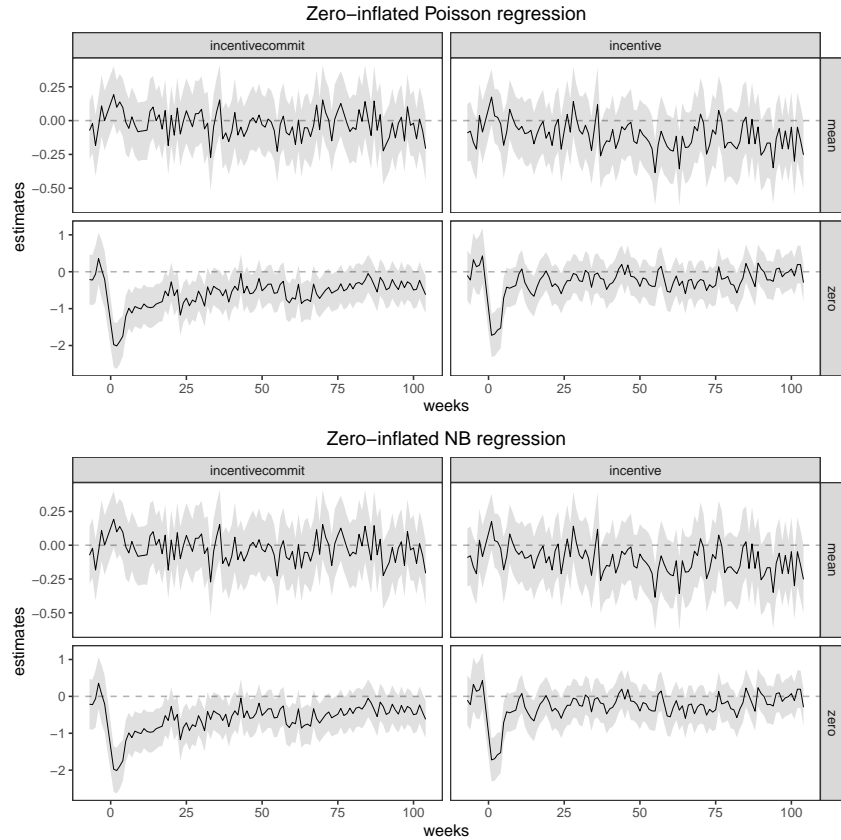 Zero−inflated Poisson regression
incentivecommit incentive
0.25
0.00
−0.25
−0.50
mean
estimates
1
0
−1
−2
zero
0 25 50 75 100 0 25 50 75 100
weeks
Zero−inflated NB regression
incentivecommit incentive
0.25
0.00
−0.25
−0.50
mean
estimates
1
0
−1
−2
zero
0 25 50 75 100 0 25 50 75 100
weeks